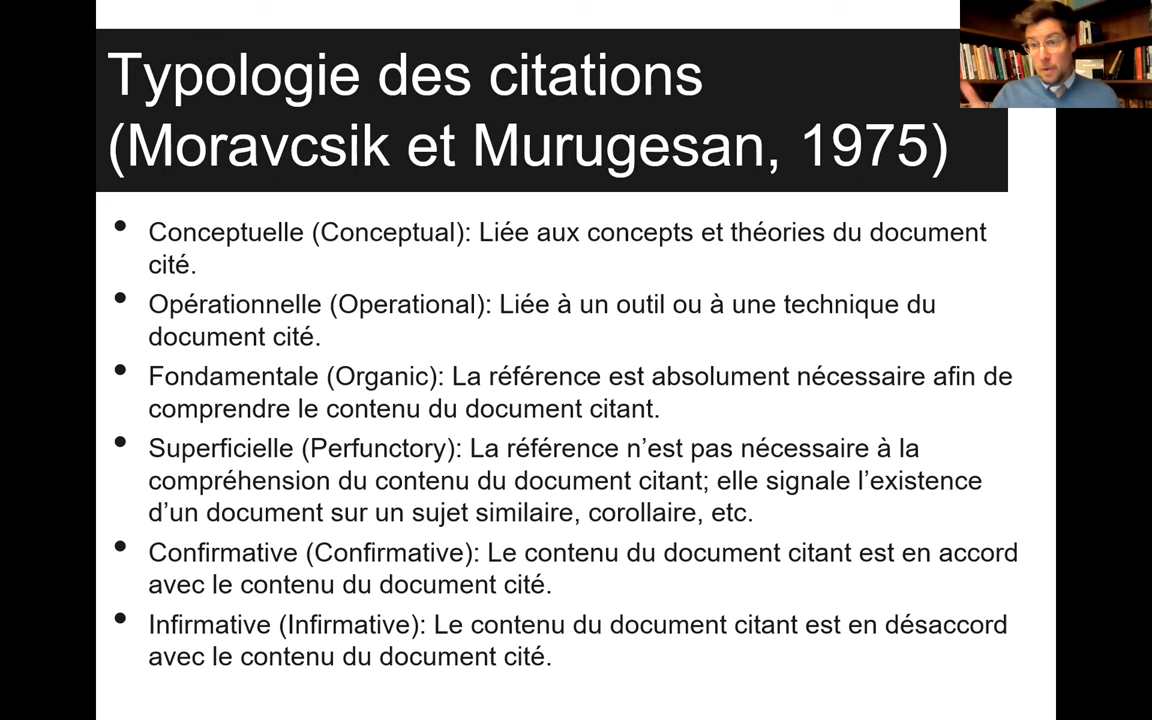 Typologie des citations
(Moravcsik et Murugesan, 1975)
• Conceptuelle (Conceptual): Liée aux concepts et théories du document
cité.
• Opérationnelle (Operational): Liée à un outil ou à une technique du
document cité.
• Fondamentale (Organic): La référence est absolument nécessaire afin de
comprendre le contenu du document citant.
• Superficielle (Perfunctory): La référence n’est pas nécessaire à la
compréhension du contenu du document citant; elle signale l’existence
d’un document sur un sujet similaire, corollaire, etc.
• Confirmative (Confirmative): Le contenu du document citant est en accord
avec le contenu du document cité.
• Infirmative (Infirmative): Le contenu du document citant est en désaccord
avec le contenu du document cité.